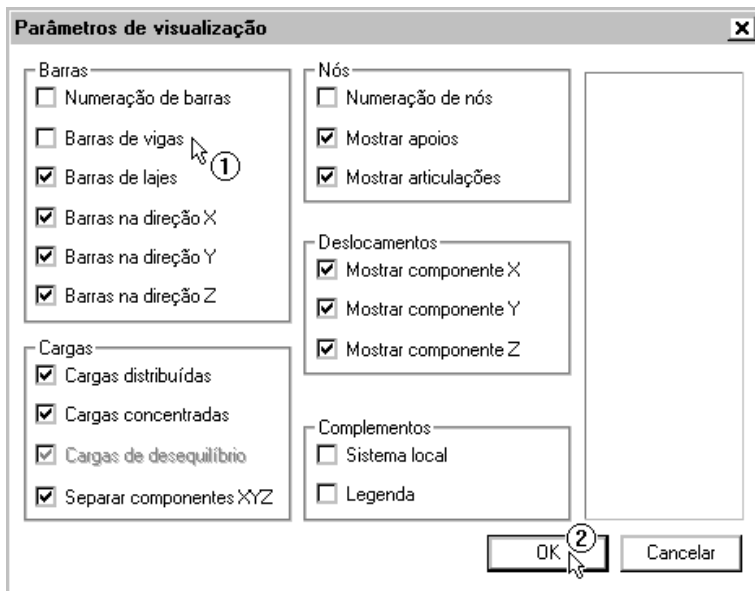 Parâmetros de visualização
Barras
Numeração de barras
Barras de vigas
1
Barras de lajes
Barras na direção X
Barras na direção Y
Barras na direção Z
Cargas
Cargas distribuídas
Cargas concentradas
Cargas de desequilíbrio
Separar componentes XYZ
Nós
Numeração de nós
Mostrar apoios
Mostrar articulações
Deslocamentos
Mostrar componente X
Mostrar componente Y
Mostrar componente Z
Complementos
Sistema local
Legenda
OK
2
Cancelar